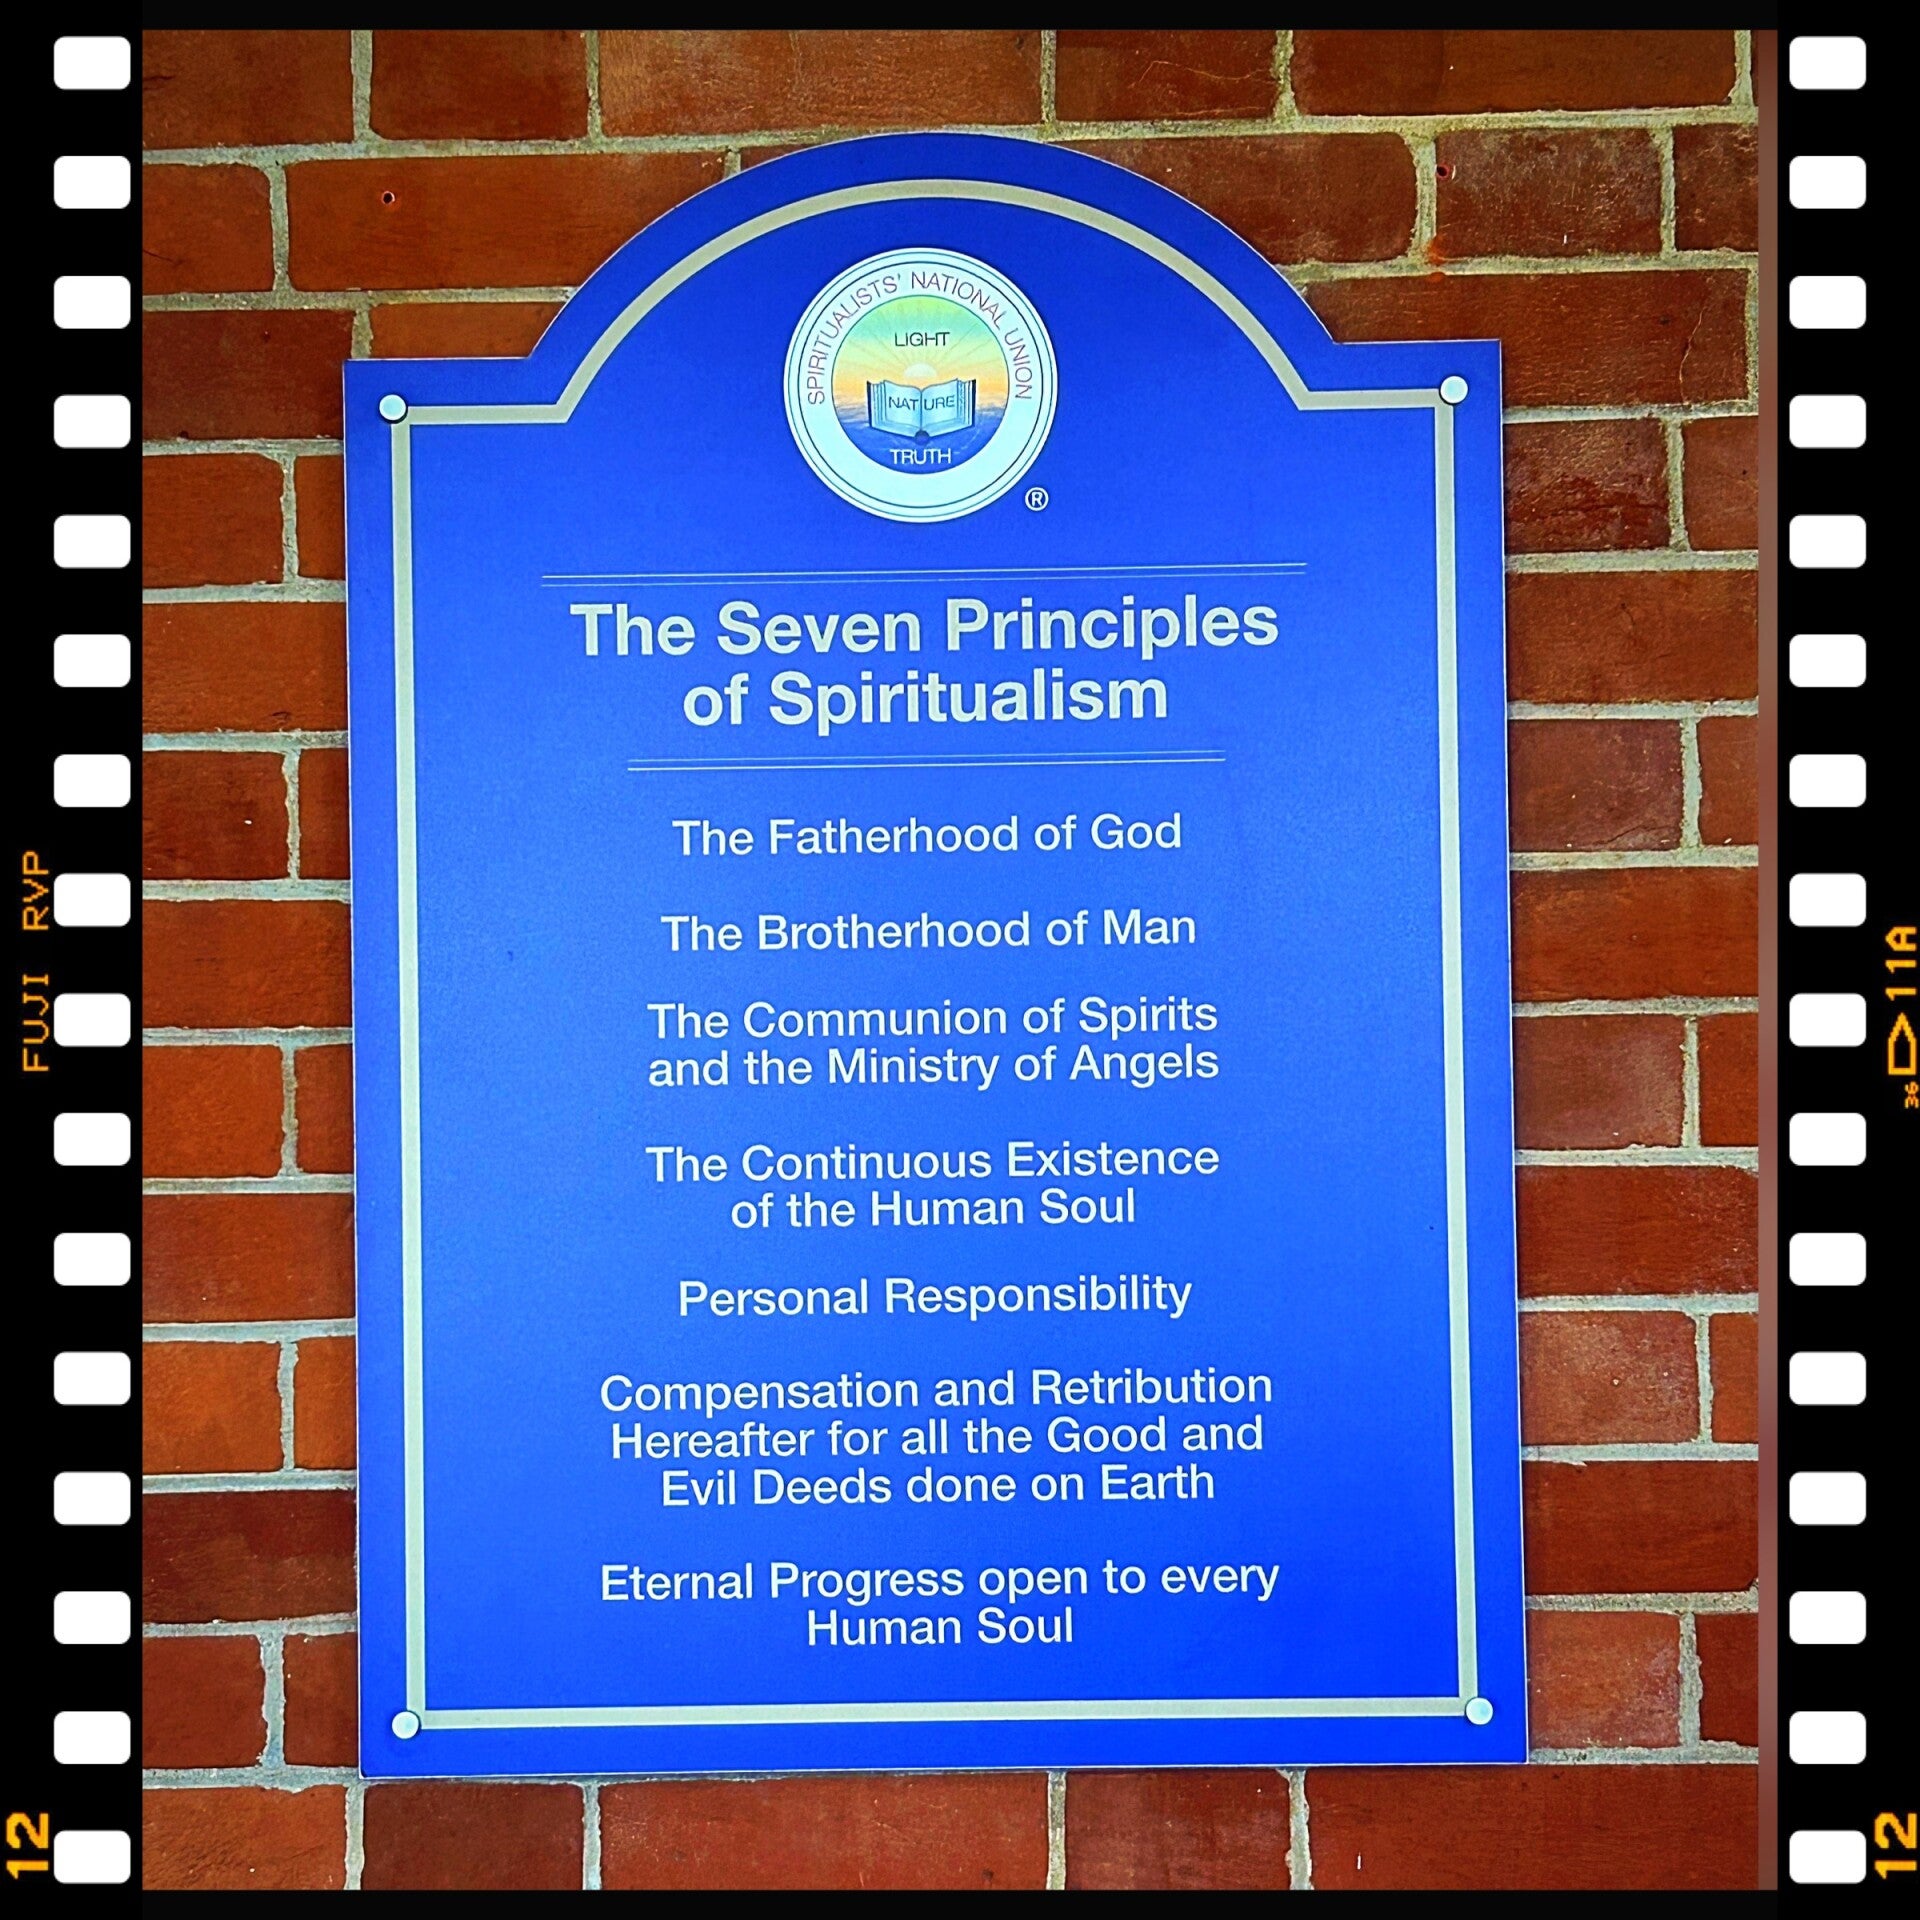 SPIRITUALISTS' NATIONAL UNION
LIGHT
NATURE
TRUTH
®
The Seven Principles
of Spiritualism
The Fatherhood of God
The Brotherhood of Man
The Communion of Spirits
and the Ministry of Angels
The Continuous Existence
of the Human Soul
Personal Responsibility
Compensation and Retribution
Hereafter for all the Good and
Evil Deeds done on Earth
Eternal Progress open to every
Human Soul
FUJI RVP
12
11A
36
12